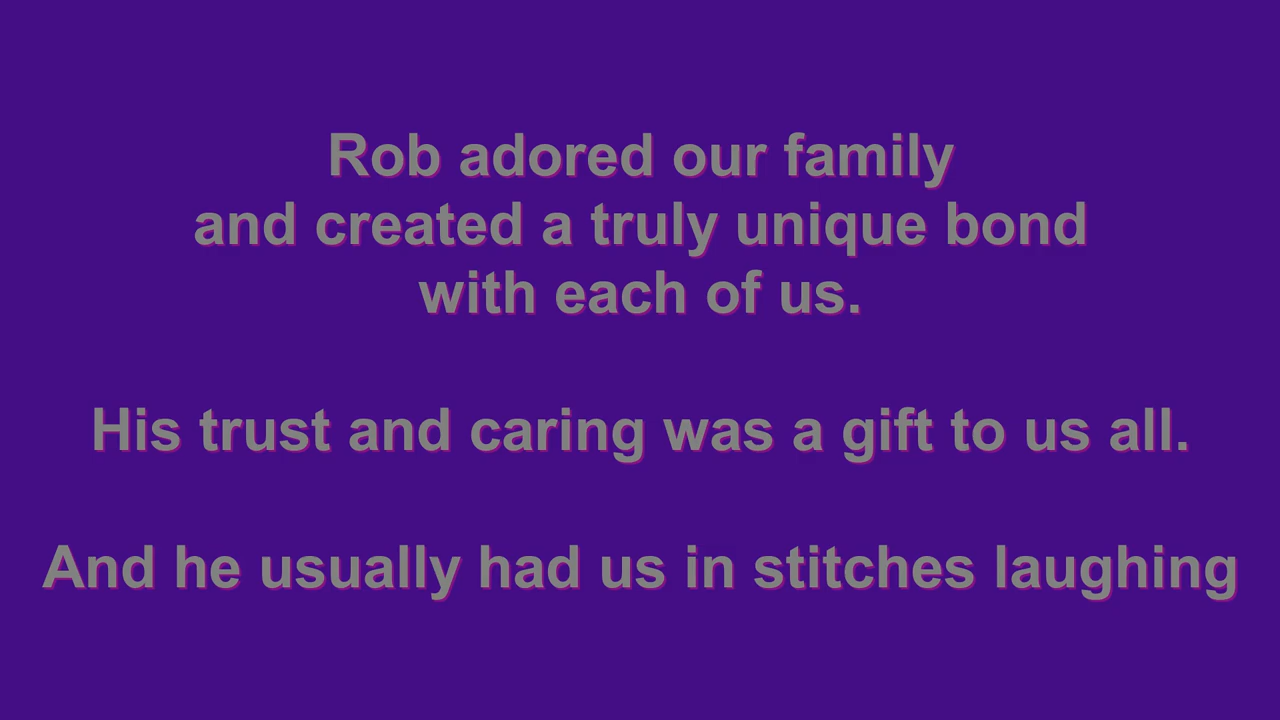 Rob adored our family
and created a truly unique bond
with each of us.
His trust and caring was a gift to us all.
And he usually had us in stitches laughing